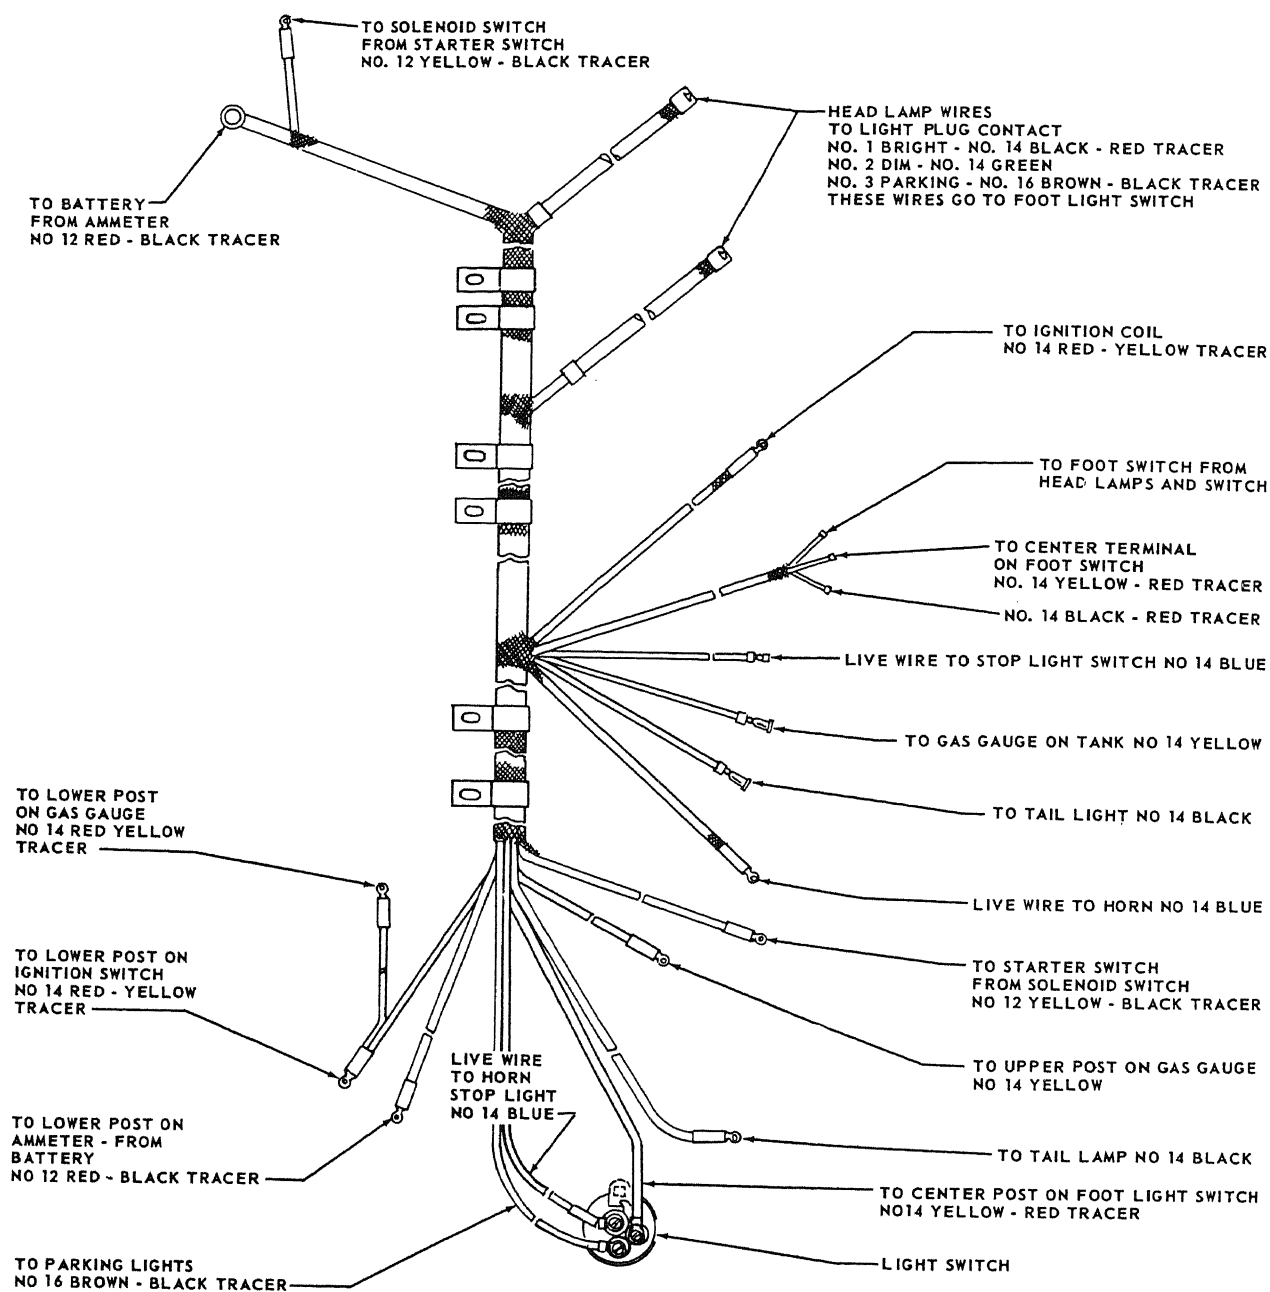 TO SOLENOID SWITCH
FROM STARTER SWITCH
NO. 12 YELLOW - BLACK TRACER
HEAD LAMP WIRES
TO LIGHT PLUG CONTACT
NO. 1 BRIGHT - NO. 14 BLACK - RED TRACER
NO. 2 DIM - NO. 14 GREEN
NO. 3 PARKING - NO. 16 BROWN - BLACK TRACER
THESE WIRES GO TO FOOT LIGHT SWITCH
TO BATTERY
FROM AMMETER
NO 12 RED - BLACK TRACER
TO IGNITION COIL
NO 14 RED - YELLOW TRACER
TO FOOT SWITCH FROM
HEAD LAMPS AND SWITCH
TO CENTER TERMINAL
ON FOOT SWITCH
NO. 14 YELLOW - RED TRACER
NO. 14 BLACK - RED TRACER
LIVE WIRE TO STOP LIGHT SWITCH NO 14 BLUE
TO GAS GAUGE ON TANK NO 14 YELLOW
TO TAIL LIGHT NO 14 BLACK
LIVE WIRE TO HORN NO 14 BLUE
TO LOWER POST
ON GAS GAUGE
NO 14 RED YELLOW
TRACER
TO LOWER POST ON
IGNITION SWITCH
NO 14 RED - YELLOW
TRACER
TO STARTER SWITCH
FROM SOLENOID SWITCH
NO 12 YELLOW - BLACK TRACER
TO UPPER POST ON GAS GAUGE
NO 14 YELLOW
LIVE WIRE
TO HORN
STOP LIGHT
NO 14 BLUE
TO LOWER POST ON
AMMETER - FROM
BATTERY
NO 12 RED - BLACK TRACER
TO TAIL LAMP NO 14 BLACK
TO CENTER POST ON FOOT LIGHT SWITCH
NO14 YELLOW - RED TRACER
LIGHT SWITCH
TO PARKING LIGHTS
NO 16 BROWN - BLACK TRACER